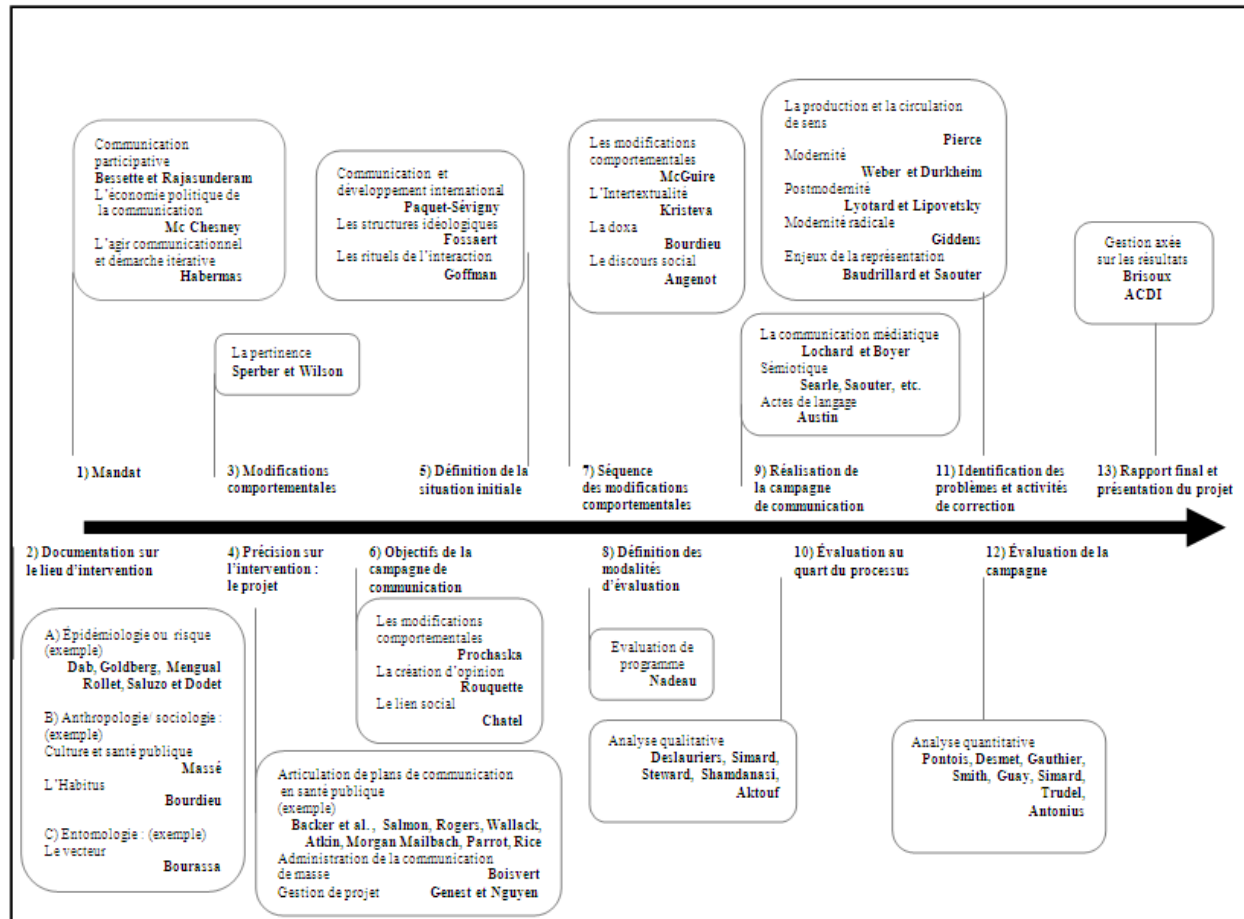 Communication
participative
Bessette et Rajasunderam
L'économie politique de
la communication
Mc Chesney
L'agir communicationnel
et démarche itérative
Habermas
Communication et
développement international
Paquet-Sévigny
Les structures idéologiques
Fossaert
Les rituels de l'interaction
Goffman
Les modifications
comportementales
McGuire
L'Intertextualité
Kristeva
La doxa
Bourdieu
Le discours social
Angenot
La production et la circulation
de sens
Pierce
Modernité
Weber et Durkheim
Postmodernité
Lyotard et Lipovetsky
Modernité radicale
Giddens
Enjeux de la représentation
Baudrillard et Saouter
Gestion axée
sur les résultats
Brisoux
ACDI
La pertinence
Sperber et Wilson
La communication médiatique
Lochard et Boyer
Sémiotique
Searle, Saouter, etc.
Actes de langage
Austin
1) Mandat
3) Modifications
comportementales
5) Définition de la
situation initiale
7) Séquence
des modifications
comportementales
9) Réalisation de
la campagne
de communication
11) Identification des
problèmes et activités
de correction
13) Rapport final et
présentation du projet
2) Documentation sur
le lieu d'intervention
4) Précision sur
l'intervention :
le projet
6) Objectifs de la
campagne de
communication
8) Définition des
modalités
d'évaluation
10) Évaluation au
quart du processus
12) Évaluation de la
campagne
A) Épidémiologie ou risque
(exemple)
Dab, Goldberg, Mengual
Rollet, Saluzo et Dodet
B) Anthropologie/ sociologie :
(exemple)
Culture et santé publique
Massé
L'Habitus
Bourdieu
C) Entomologie : (exemple)
Le vecteur
Bourassa
Les modifications
comportementales
Prochaska
La création d'opinion
Rouquette
Le lien social
Chatel
Articulation de plans de communication
en santé publique
(exemple)
Backer et al., Salmon, Rogers, Wallack,
Atkin, Morgan Mailbach, Parrot, Rice
Administration de la communication
de masse Boisvert
Gestion de projet Genest et Nguyen
Evaluation de
programme
Nadeau
Analyse qualitative
Deslauriers, Simard,
Steward, Shamdanasi,
Aktouf
Analyse quantitative
Pontois, Desmet, Gauthier,
Smith, Guay, Simard,
Trudel,
Antonius